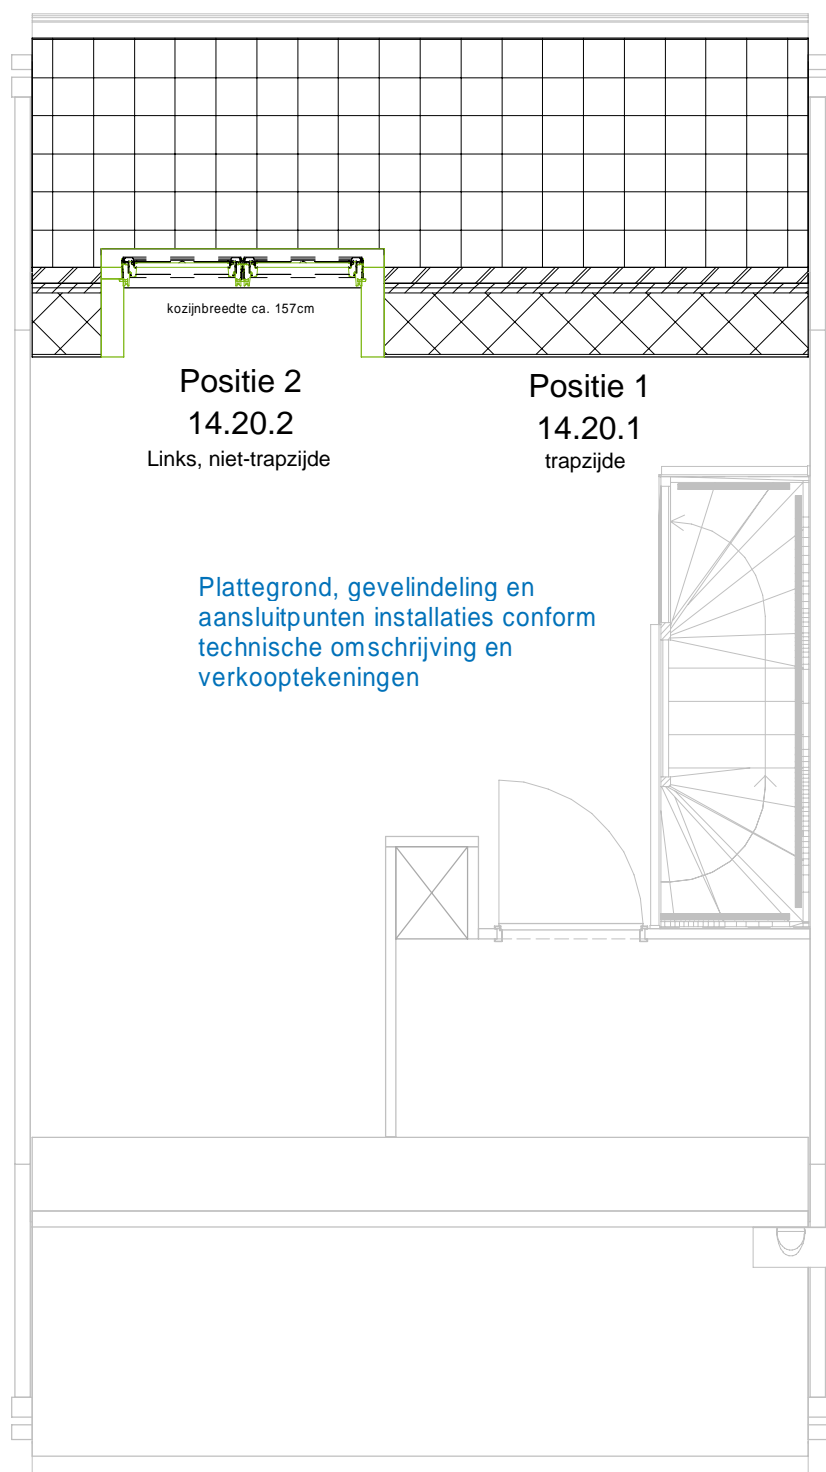 kozijnbreedte ca. 157cm
Positie 2
14.20.2
Links, niet-trapzijde
Positie 1
14.20.1
trapzijde
Plattegrond, gevelindeling en
aansluitpunten installaties conform
technische omschrijving en
verkooptekeningen